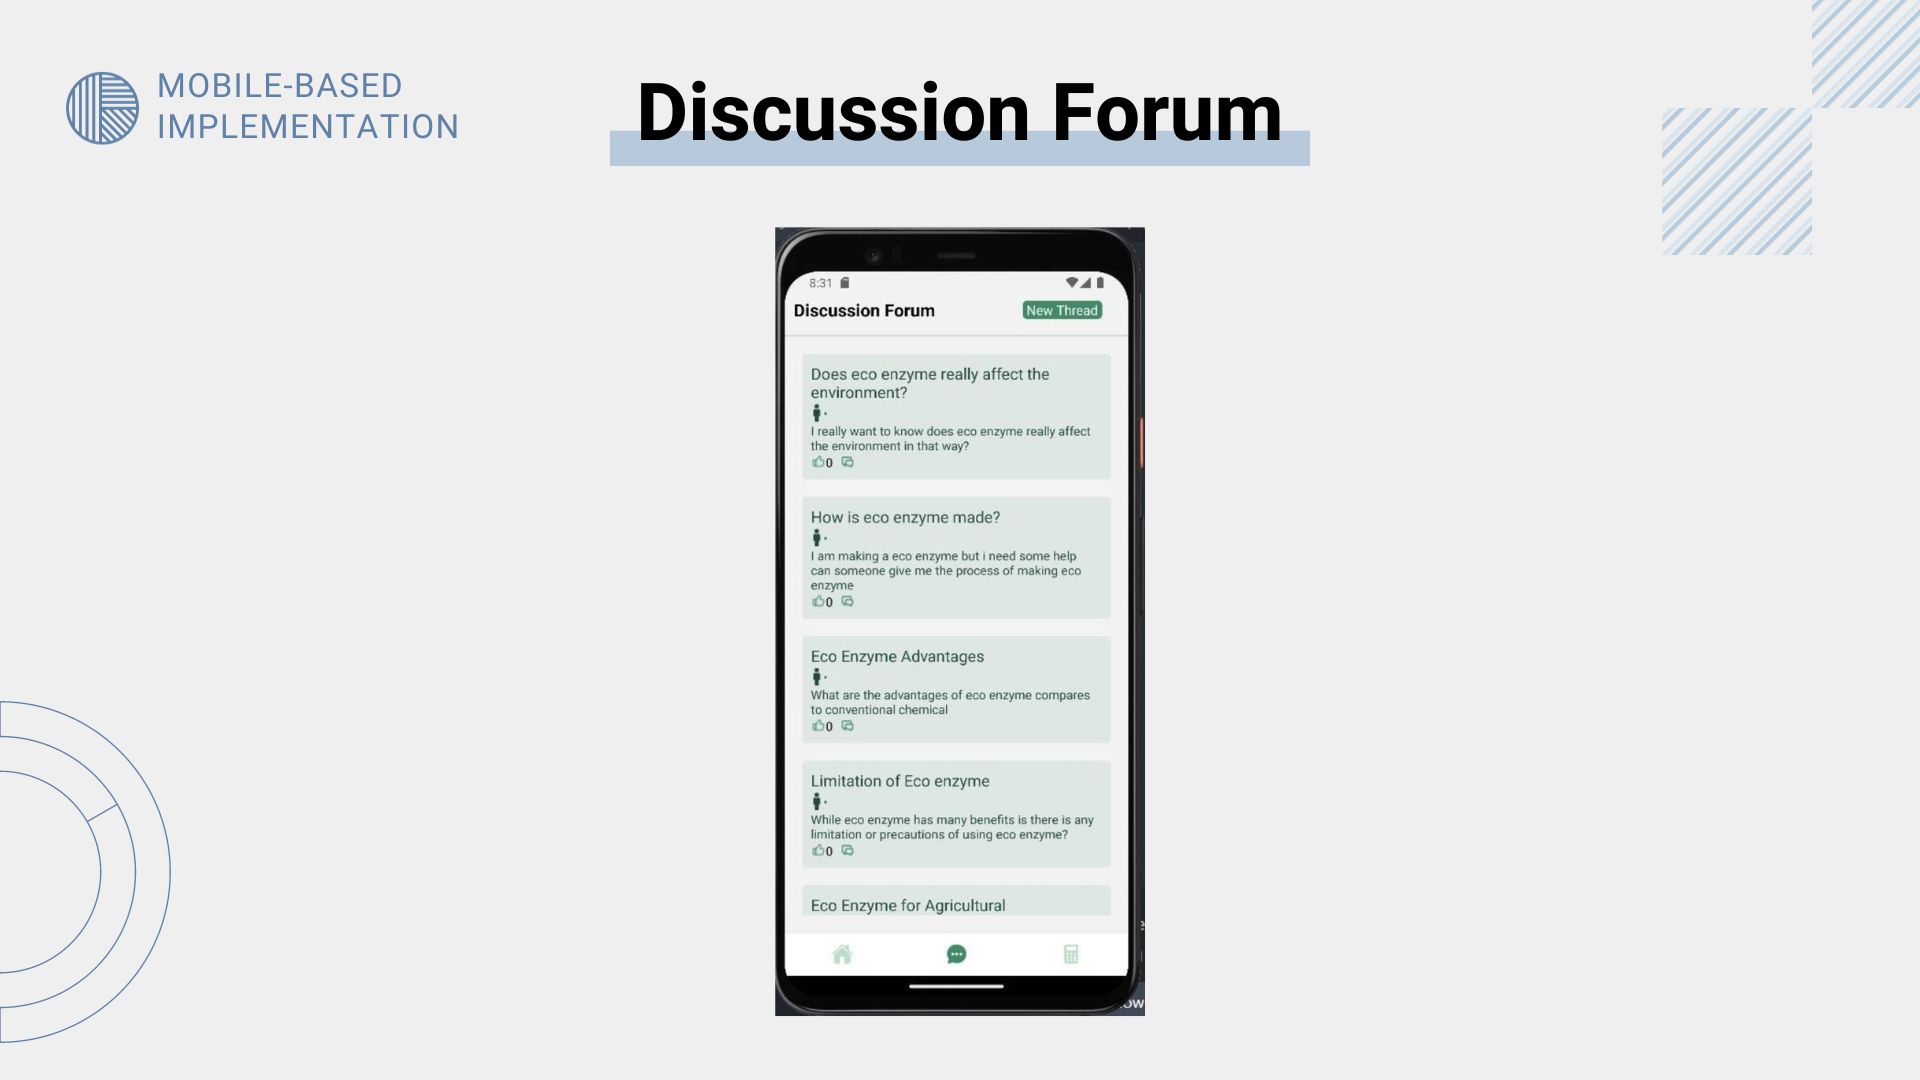 MOBILE-BASED
IMPLEMENTATION
Discussion Forum
8:31
Discussion Forum
New Thread
Does eco enzyme really affect the
environment?
I really want to know does eco enzyme really affect
the environment in that way?
0
How is eco enzyme made?
I am making a eco enzyme but i need some help
can someone give me the process of making eco
enzyme
0
Eco Enzyme Advantages
What are the advantages of eco enzyme compares
to conventional chemical
0
Limitation of Eco enzyme
While eco enzyme has many benefits is there is any
limitation or precautions of using eco enzyme?
0
Eco Enzyme for Agricultural